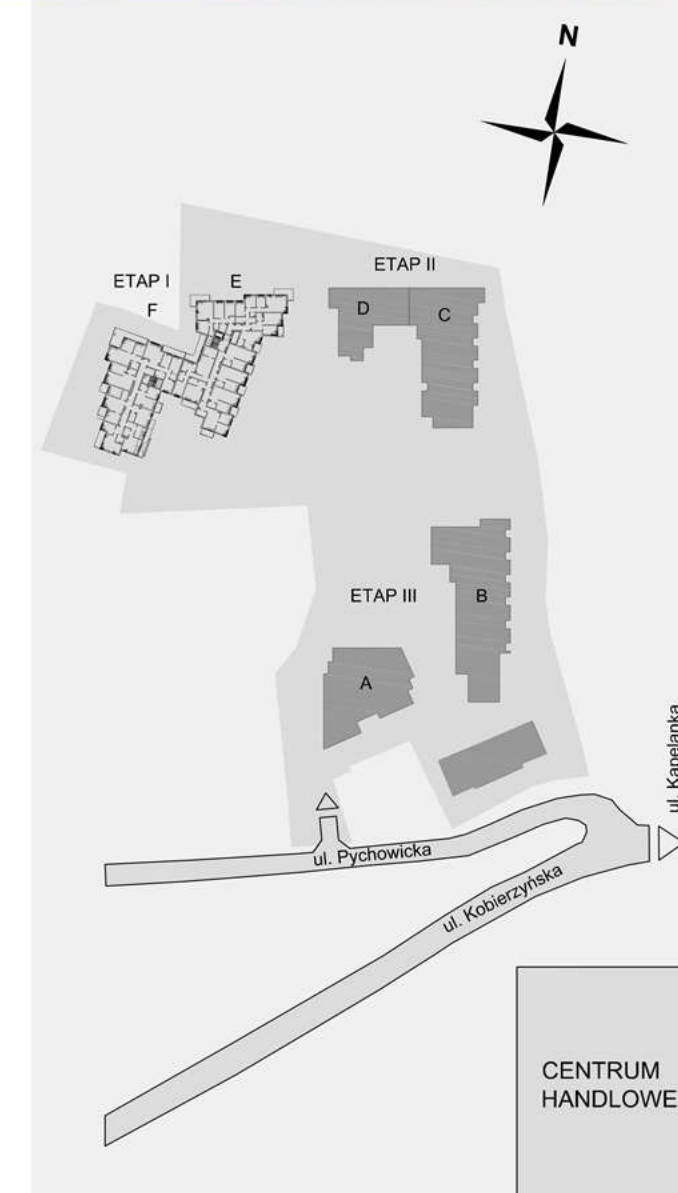 N
ETAP II
ETAP I
E
F
D
C
ETAP III
B
A
ul. Kapelanka
ul. Pychowicka
ul. Kobierzyńska
CENTRUM
HANDLOWE